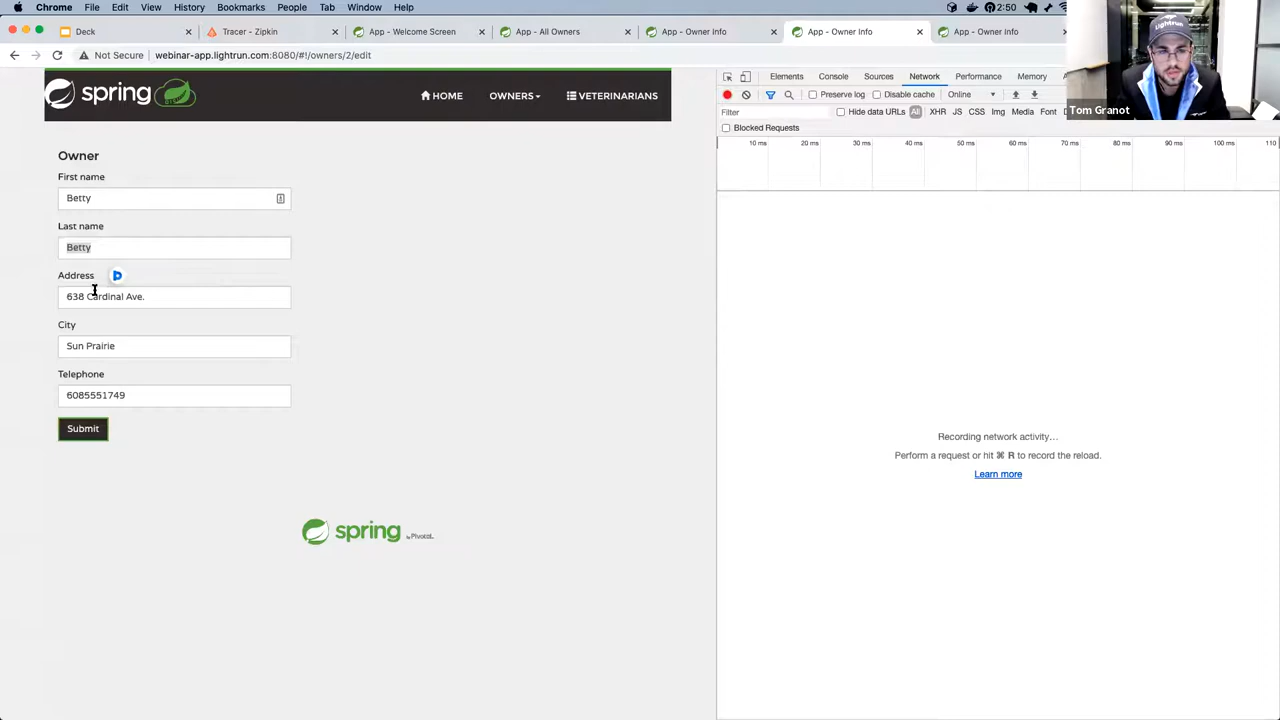 Chrome File Edit View History Bookmarks People Tab Window Help
2:50
Deck
Tracer - Zipkin
App - Welcome Screen
App - All Owners
App - Owner Info
App - Owner Info
App - Owner Info
Not Secure webinar-app.lightrun.com:8080/#!/owners/2/edit
spring
HOME
OWNERS
VETERINARIANS
Owner
First name
Betty
Last name
Betty
Address
638 Cardinal Ave.
City
Sun Prairie
Telephone
6085551749
Submit
spring by Pivotal.
Elements Console Sources Network Performance Memory
Preserve log Disable cache Online
Filter Hide data URLs All XHR JS CSS Img Media Font
Blocked Requests
10 ms 20 ms 30 ms 40 ms 50 ms 60 ms 70 ms 80 ms 90 ms 100 ms 110
Recording network activity…
Perform a request or hit ⌘ R to record the reload.
Learn more
Lightrun
Tom Granot